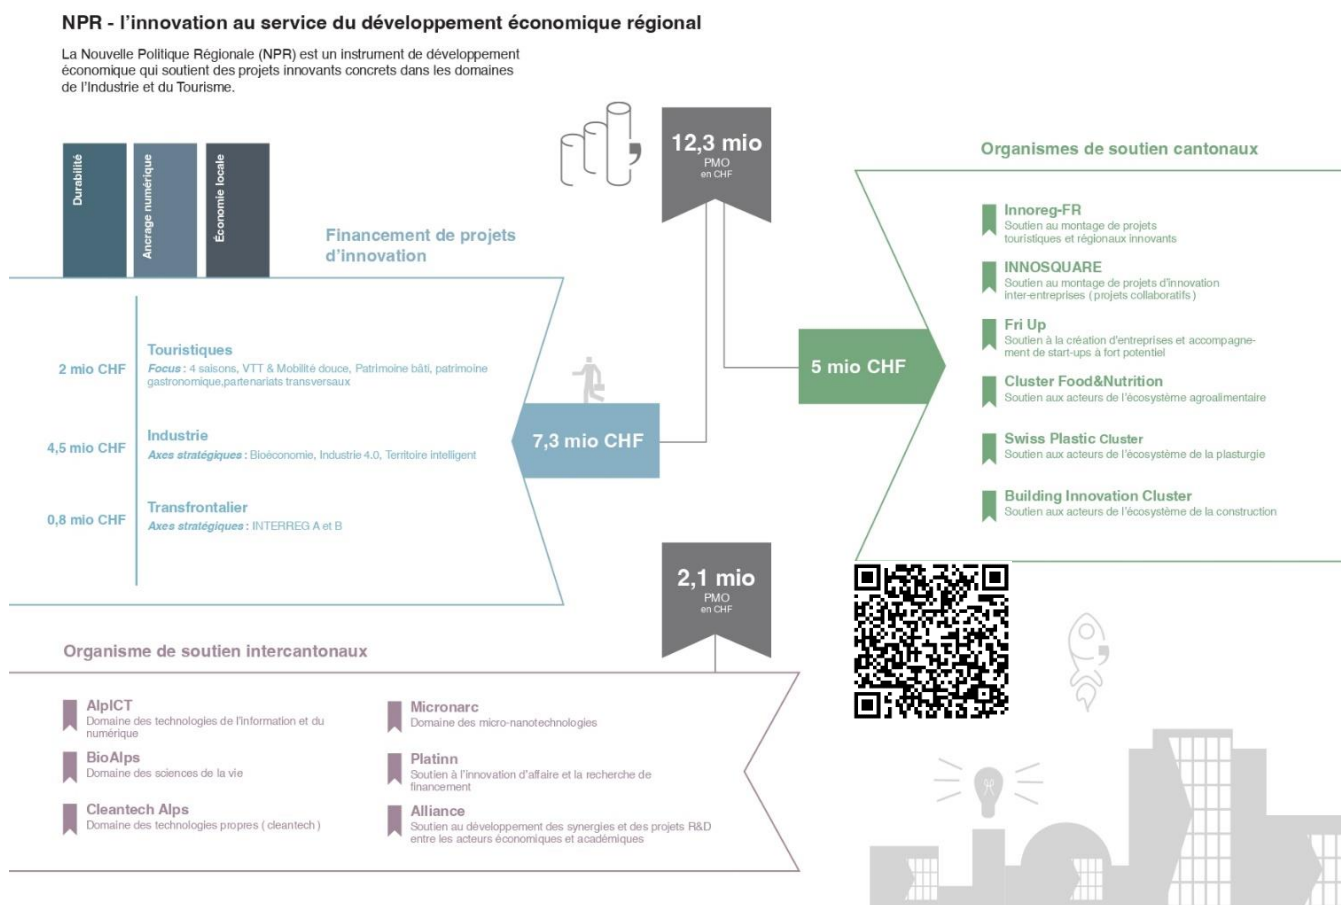 NPR - l’innovation au service du développement économique régional
La Nouvelle Politique Régionale (NPR) est un instrument de développement
économique qui soutient des projets innovants concrets dans les domaines
de l’Industrie et du Tourisme.
Durabilité
Ancrage numérique
Économie locale
Financement de projets
d’innovation
2 mio CHF
Touristiques
Focus : 4 saisons, VTT & Mobilité douce, Patrimoine bâti, patrimoine
gastronomique,partenariats transversaux
4,5 mio CHF
Industrie
Axes stratégiques : Bioéconomie, Industrie 4.0, Territoire intelligent
0,8 mio CHF
Transfrontalier
Axes stratégiques : INTERREG A et B
7,3 mio CHF
12,3 mio
PMO
en CHF
5 mio CHF
Organismes de soutien cantonaux
Innoreg-FR
Soutien au montage de projets
touristiques et régionaux innovants
INNOSQUARE
Soutien au montage de projets d’innovation
inter-entreprises ( projets collaboratifs )
Fri Up
Soutien à la création d’entreprises et accompagne-
ment de start-ups à fort potentiel
Cluster Food&Nutrition
Soutien aux acteurs de l’écosystème agroalimentaire
Swiss Plastic Cluster
Soutien aux acteurs de l’écosystème de la plasturgie
Building Innovation Cluster
Soutien aux acteurs de l’écosystème de la construction
2,1 mio
PMO
en CHF
Organisme de soutien intercantonaux
AlpICT
Domaine des technologies de l’information et du
numérique
BioAlps
Domaine des sciences de la vie
Cleantech Alps
Domaine des technologies propres ( cleantech )
Micronarc
Domaine des micro-nanotechnologies
Platinn
Soutien à l’innovation d’affaire et la recherche de
financement
Alliance
Soutien au développement des synergies et des projets R&D
entre les acteurs économiques et académiques